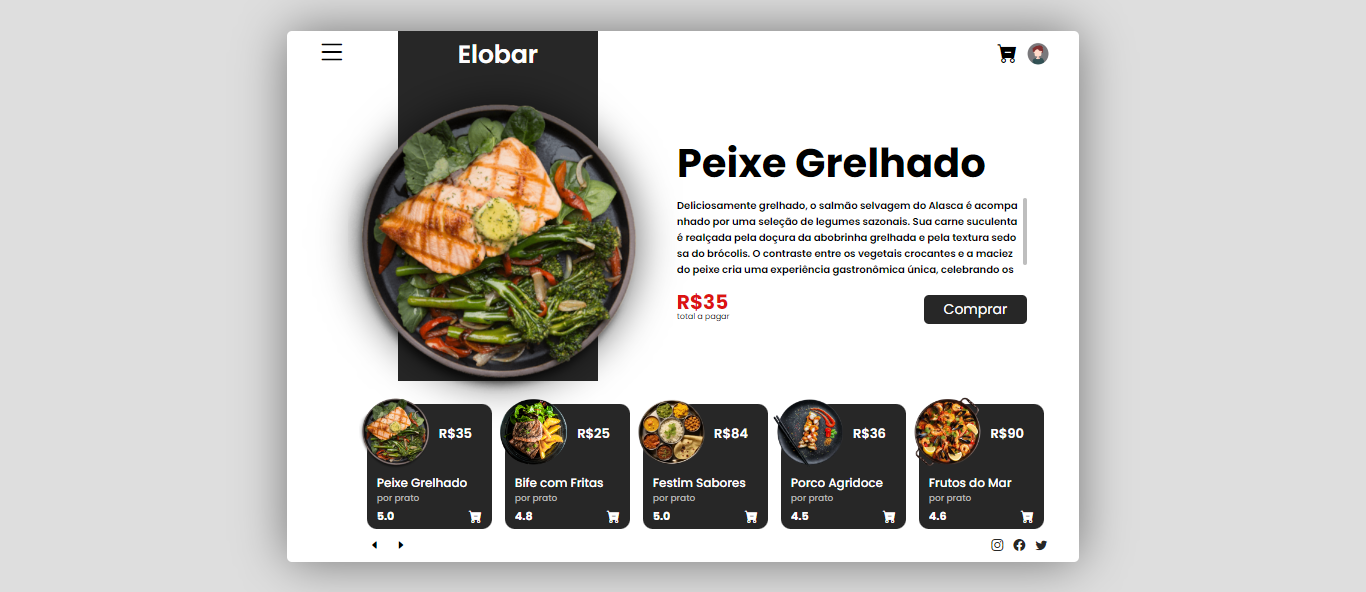 Elobar
Peixe Grelhado
Deliciosamente grelhado, o salmão selvagem do Alasca é acompa
nhado por uma seleção de legumes sazonais. Sua carne suculenta
é realçada pela doçura da abobrinha grelhada e pela textura sedo
sa do brócolis. O contraste entre os vegetais crocantes e a maciez
do peixe cria uma experiência gastronômica única, celebrando os
R$35
total a pagar
Comprar
R$35
R$25
R$84
R$36
R$90
Peixe Grelhado
Bife com Fritas
Festim Sabores
Porco Agridoce
Frutos do Mar
por prato
por prato
por prato
por prato
por prato
5.0
4.8
5.0
4.5
4.6